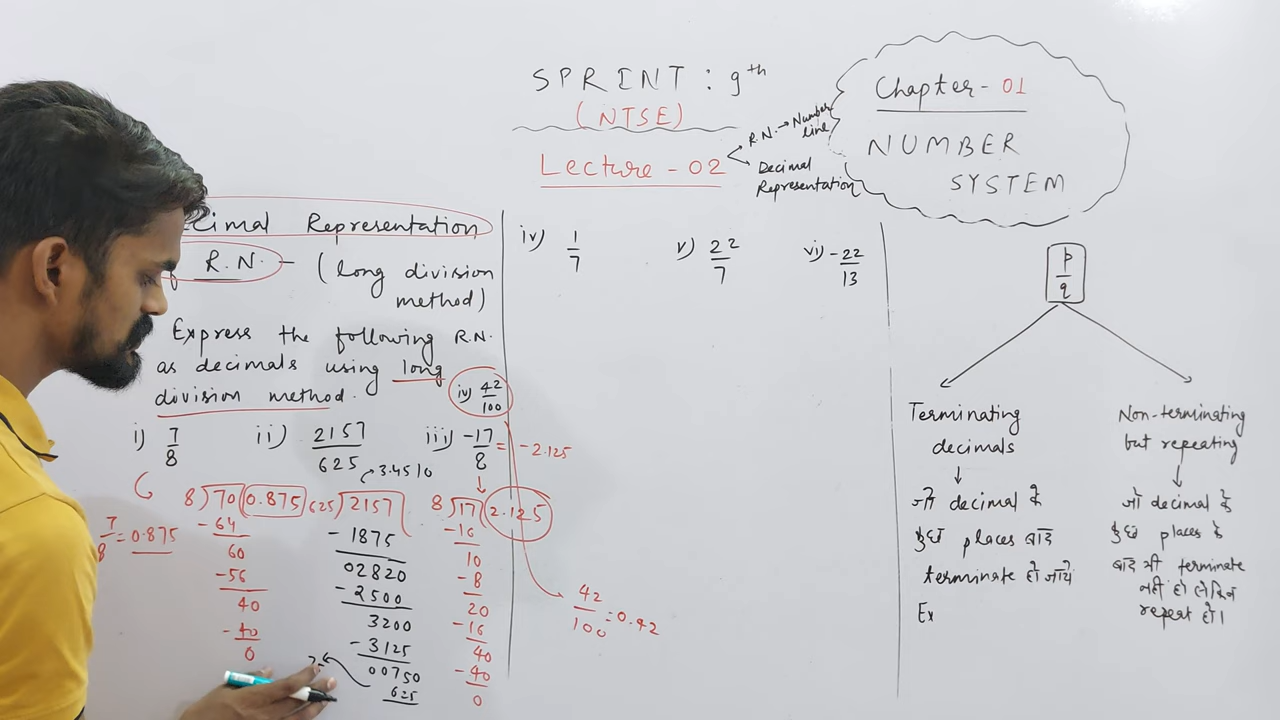 SPRINT : 9th
(NTSE)
Lecture - 02
R.N. → Number line
Decimal Representation
Chapter - 01
NUMBER
SYSTEM
cimal Representation
R.N. - (long division
method)
Express the following R.N.
as decimals using long
division method.
iv) 42/100
i) 7/8
ii) 2157/625
iii) -17/8 = -2.125
7/8 = 0.875
8)70(0.875
-64
60
-56
40
-40
0
3.4510
625)2157
-1875
02820
-2500
3200
-3125
00750
625
8)17(2.125
-16
10
-8
20
-16
40
-40
0
42/100 = 0.42
iv) 1/7
v) 22/7
vi) -22/13
p/q
Terminating
decimals
जो decimal के
कुछ places बाद
terminate हो जाये
Ex
Non-terminating
but repeating
जो decimal के
कुछ places के
बाद भी terminate
नहीं हो लेकिन
repeat हो।